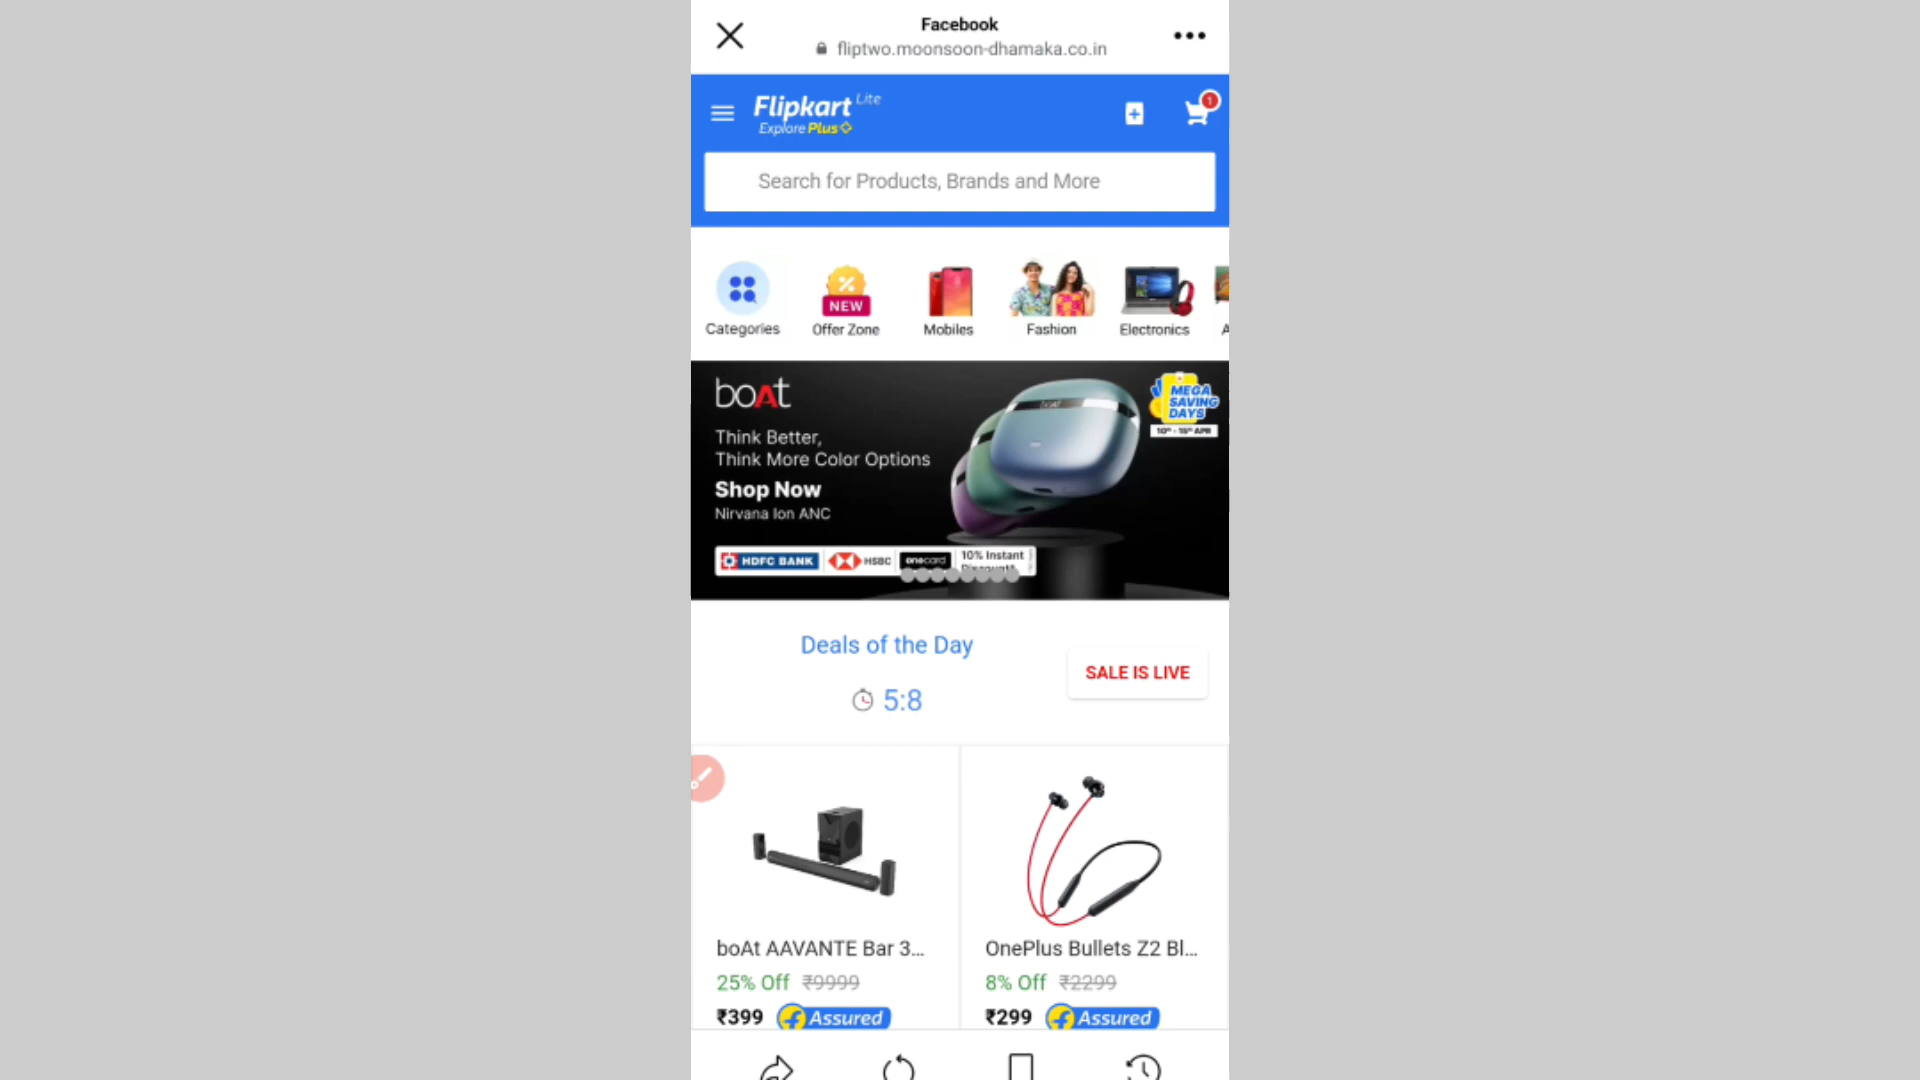 Facebook
fliptwo.moonsoon-dhamaka.co.in
Flipkart Lite
Explore Plus
1
Search for Products, Brands and More
NEW
Categories
Offer Zone
Mobiles
Fashion
Electronics
A
boAt
MEGA
SAVING
DAYS
10th - 15th APR
Think Better,
Think More Color Options
Shop Now
Nirvana Ion ANC
HDFC BANK
HSBC
onecard
10% Instant
Deals of the Day
5:8
SALE IS LIVE
boAt AAVANTE Bar 3...
25% Off ₹9999
₹399 Assured
OnePlus Bullets Z2 Bl...
8% Off ₹2299
₹299 Assured